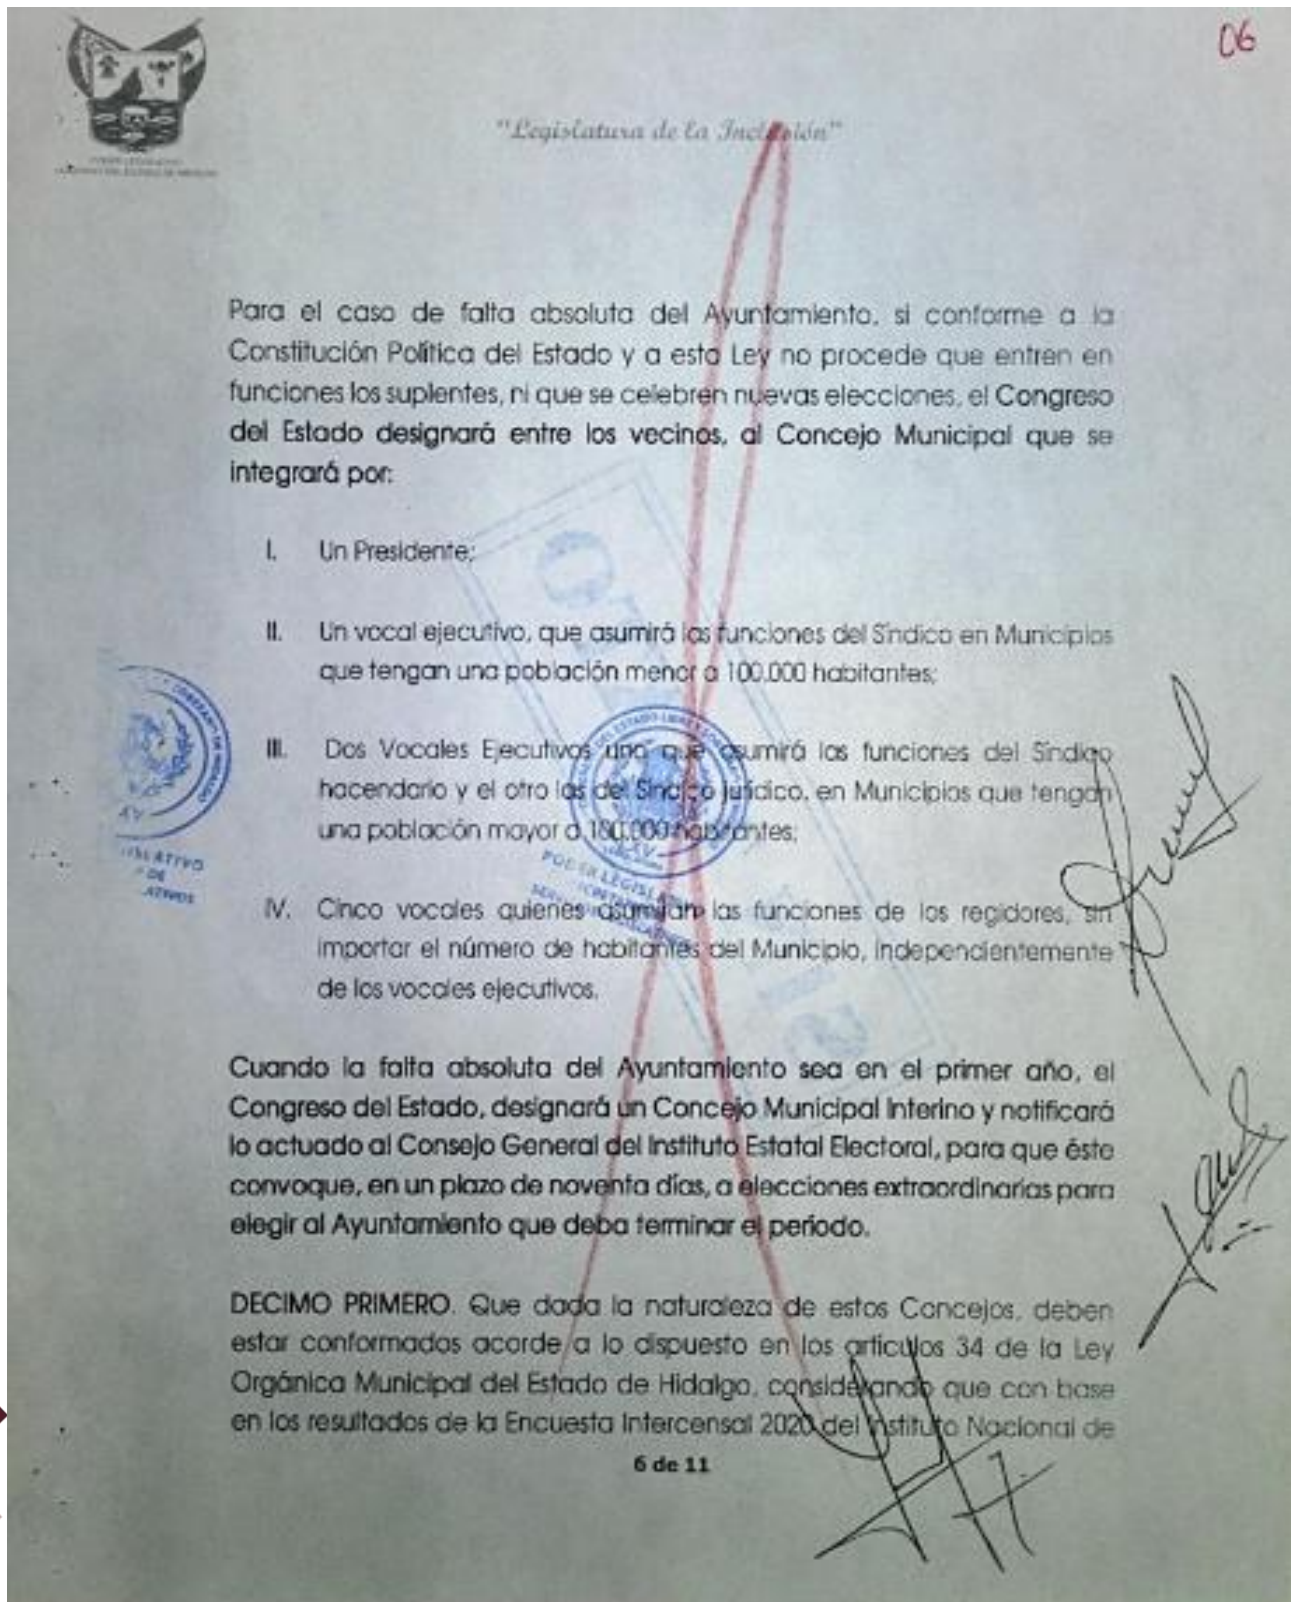 06
"Legislatura de la Inclusión"
Para el caso de falta absoluta del Ayuntamiento, si conforme a la
Constitución Política del Estado y a esta Ley no procede que entren en
funciones los suplentes, ni que se celebren nuevas elecciones, el Congreso
del Estado designará entre los vecinos, al Concejo Municipal que se
integrará por:
I. Un Presidente;
II. Un vocal ejecutivo, que asumirá las funciones del Síndico en Municipios
que tengan una población menor a 100.000 habitantes;
III. Dos Vocales Ejecutivos uno que asumirá las funciones del Síndico
hacendario y el otro las del Síndico jurídico, en Municipios que tengan
una población mayor a 100.000 habitantes;
IV. Cinco vocales quienes asumirán las funciones de los regidores, sin
importar el número de habitantes del Municipio, independientemente
de los vocales ejecutivos.
Cuando la falta absoluta del Ayuntamiento sea en el primer año, el
Congreso del Estado, designará un Concejo Municipal Interino y notificará
lo actuado al Consejo General del Instituto Estatal Electoral, para que éste
convoque, en un plazo de noventa días, a elecciones extraordinarias para
elegir al Ayuntamiento que deba terminar el período.
DECIMO PRIMERO. Que dada la naturaleza de estos Concejos, deben
estar conformados acorde a lo dispuesto en los artículos 34 de la Ley
Orgánica Municipal del Estado de Hidalgo, considerando que con base
en los resultados de la Encuesta Intercensal 2020 del Instituto Nacional de
6 de 11